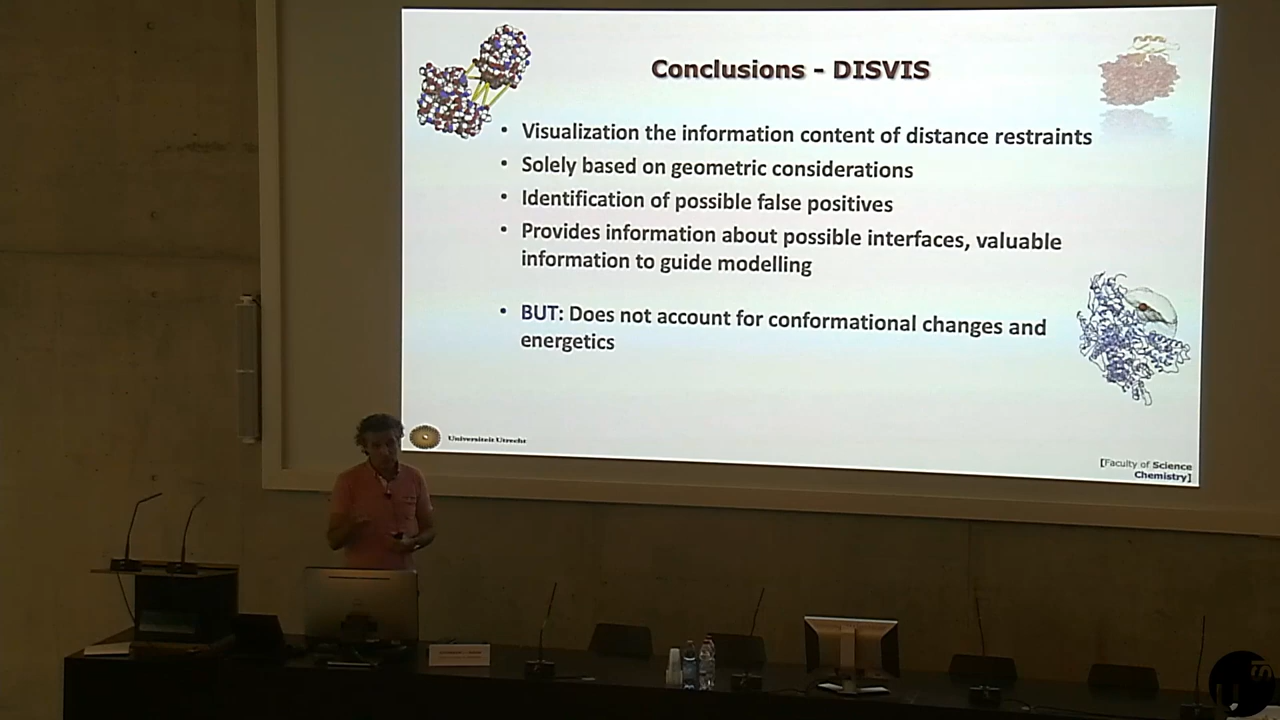 Conclusions - DISVIS
• Visualization the information content of distance restraints
• Solely based on geometric considerations
• Identification of possible false positives
• Provides information about possible interfaces, valuable
information to guide modelling
• BUT: Does not account for conformational changes and
energetics
Universiteit Utrecht
[Faculty of Science
Chemistry]